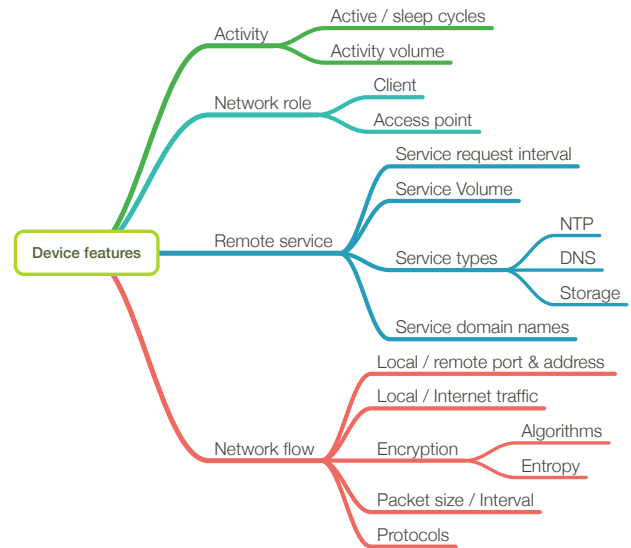 Device features
Activity
Active / sleep cycles
Activity volume
Network role
Client
Access point
Remote service
Service request interval
Service Volume
Service types
NTP
DNS
Storage
Service domain names
Network flow
Local / remote port & address
Local / Internet traffic
Encryption
Algorithms
Entropy
Packet size / Interval
Protocols